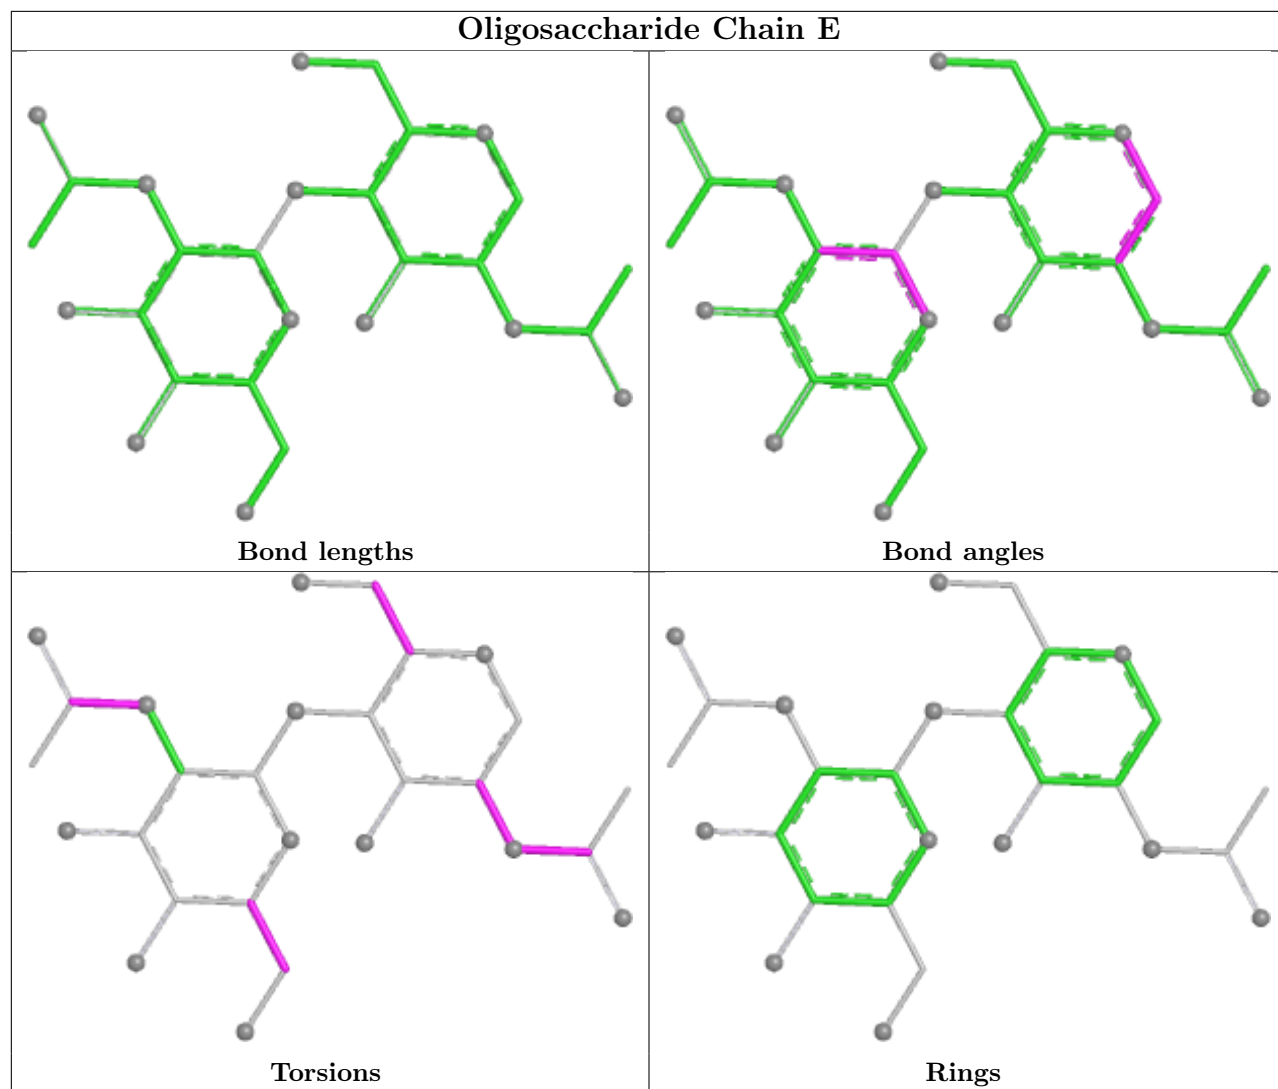 Oligosaccharide Chain E
Bond lengths
Bond angles
Torsions
Rings